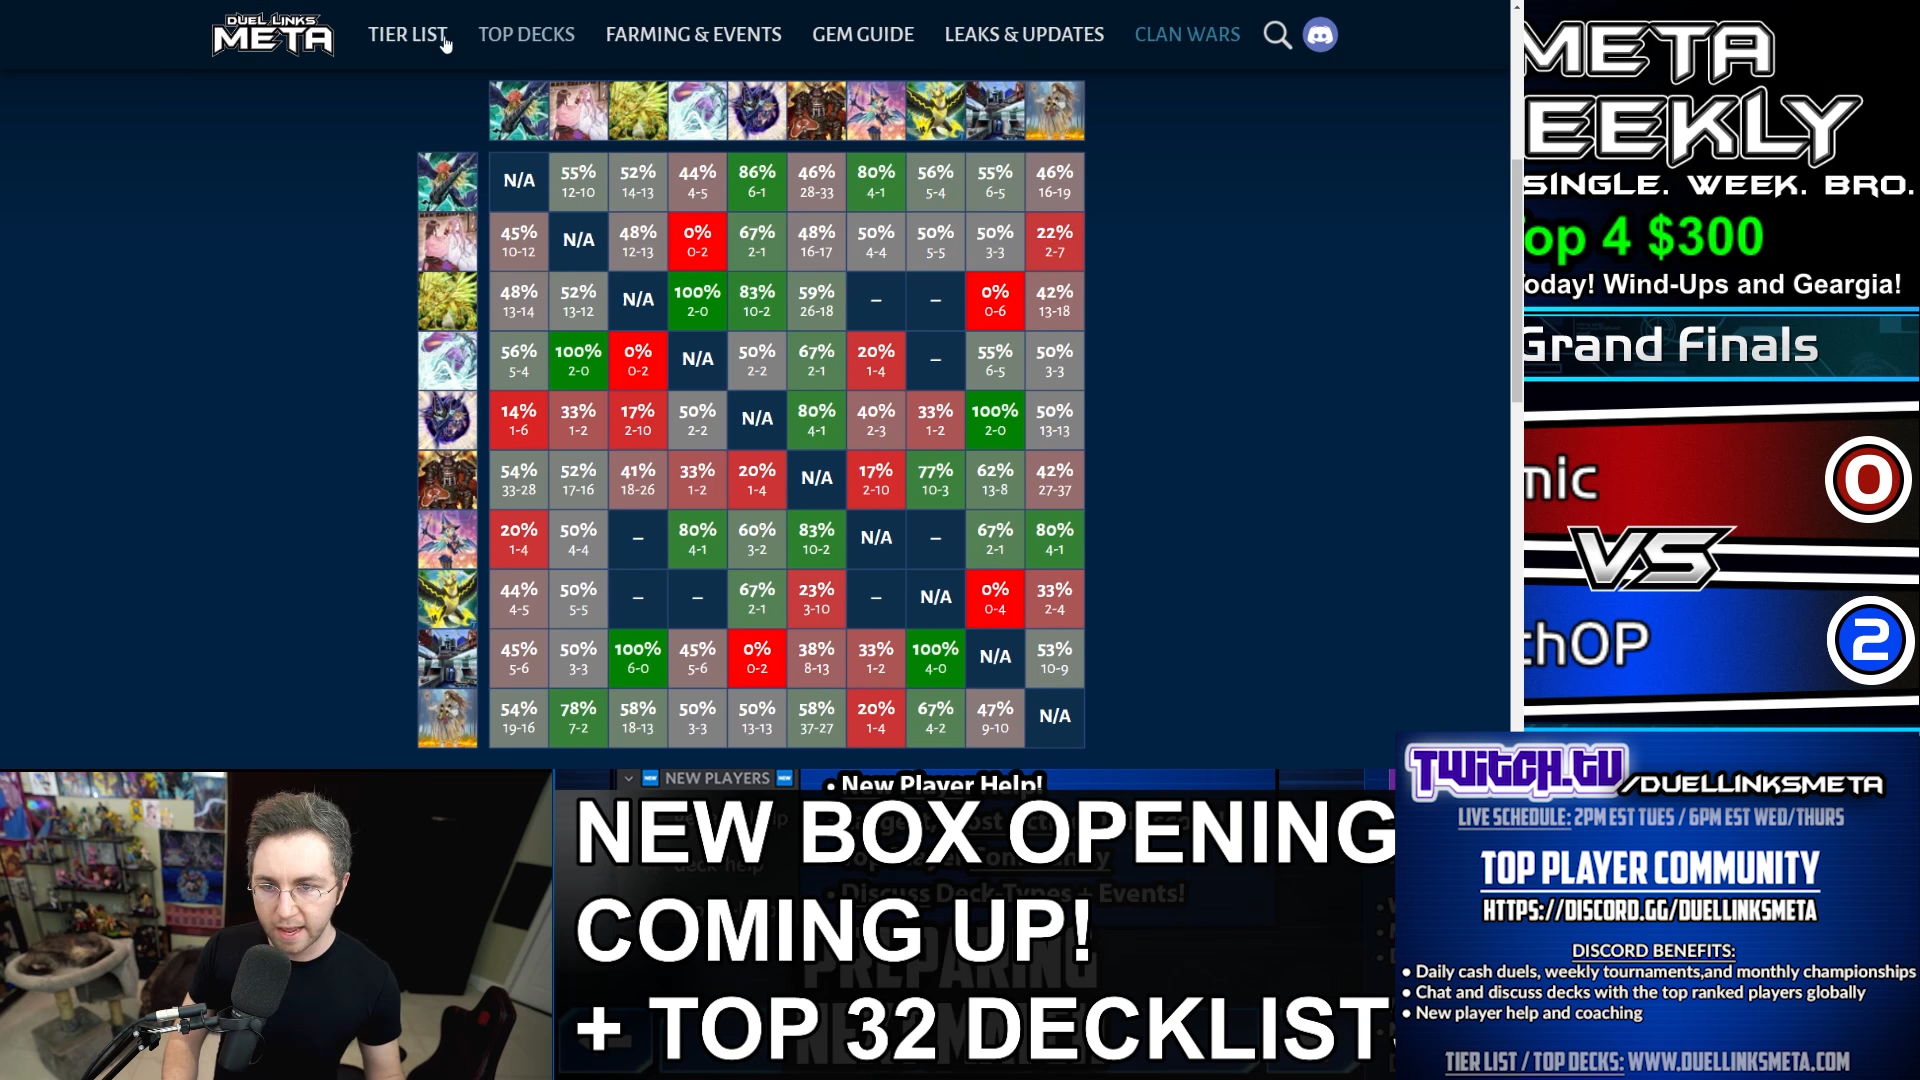 DUEL LINKS
META
TIER LIST TOP DECKS FARMING & EVENTS GEM GUIDE LEAKS & UPDATES CLAN WARS
N/A 55% 52% 44% 86% 46% 80% 56% 55% 46%
12-10 14-13 4-5 6-1 28-33 4-1 5-4 6-5 16-19
45% N/A 48% 0% 67% 48% 50% 50% 50% 22%
10-12 12-13 0-2 2-1 16-17 4-4 5-5 3-3 2-7
48% 52% N/A 100% 83% 59% – – 0% 42%
13-14 13-12 2-0 10-2 26-18 0-6 13-18
56% 100% 0% N/A 50% 67% 20% – 55% 50%
5-4 2-0 0-2 2-2 2-1 1-4 6-5 3-3
14% 33% 17% 50% N/A 80% 40% 33% 100% 50%
1-6 1-2 2-10 2-2 4-1 2-3 1-2 2-0 13-13
54% 52% 41% 33% 20% N/A 17% 77% 62% 42%
33-28 17-16 18-26 1-2 1-4 2-10 10-3 13-8 27-37
20% 50% – 80% 60% 83% N/A – 67% 80%
1-4 4-4 4-1 3-2 10-2 2-1 4-1
44% 50% – – 67% 23% – N/A 0% 33%
4-5 5-5 2-1 3-10 0-4 2-4
45% 50% 100% 45% 0% 38% 33% 100% N/A 53%
5-6 3-3 6-0 5-6 0-2 8-13 1-2 4-0 10-9
54% 78% 58% 50% 50% 58% 20% 67% 47% N/A
19-16 7-2 18-13 3-3 13-13 37-27 1-4 4-2 9-10
META
EEKLY
SINGLE. WEEK. BRO.
op 4 $300
oday! Wind-Ups and Geargia!
Grand Finals
mic 0
VS
chOP 2
NEW PLAYERS
• New Player Help!
• Discuss Deck-Types + Events!
deck-help
PREPARING
NEW BOX OPENING
COMING UP!
+ TOP 32 DECKLISTS
TWITCH.TV/DUELLINKSMETA
LIVE SCHEDULE: 2PM EST TUES / 6PM EST WED/THURS
TOP PLAYER COMMUNITY
HTTPS://DISCORD.GG/DUELLINKSMETA
DISCORD BENEFITS:
• Daily cash duels, weekly tournaments,and monthly championships
• Chat and discuss decks with the top ranked players globally
• New player help and coaching
TIER LIST / TOP DECKS: WWW.DUELLINKSMETA.COM